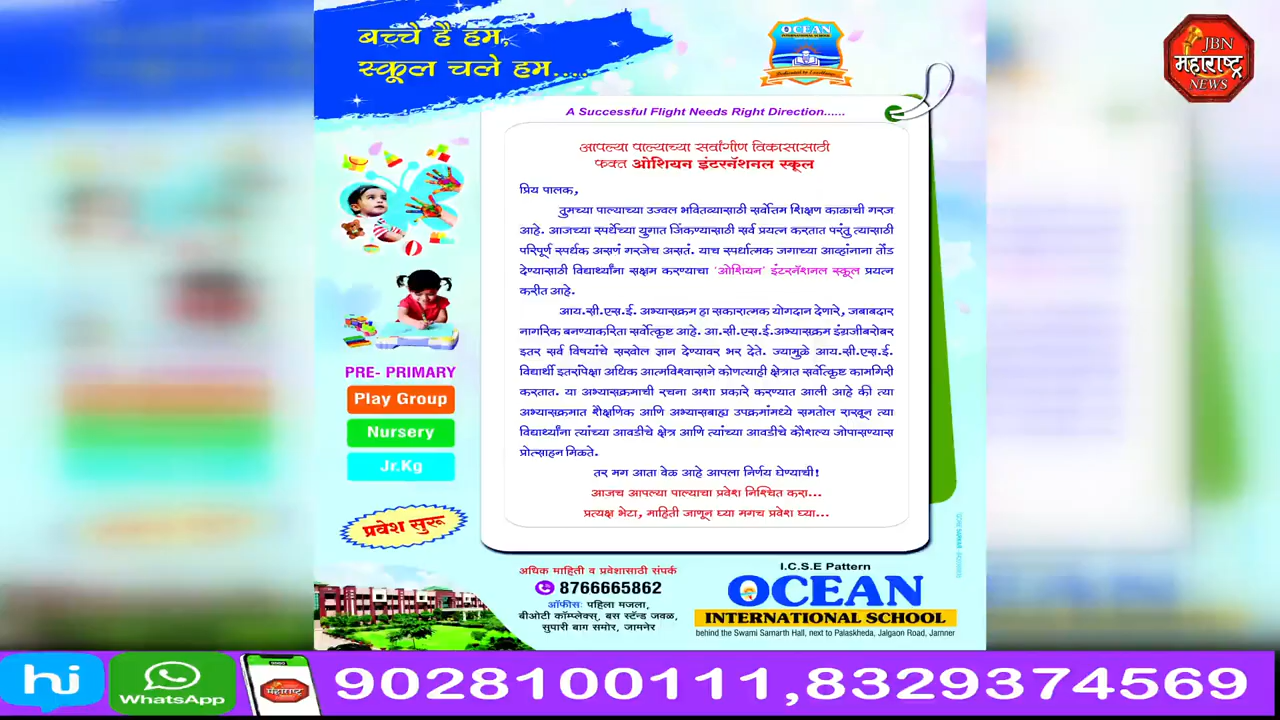 बच्चे है हम,
स्कूल चले हम....
OCEAN
INTERNATIONAL SCHOOL
Dedicated to Excellence
JBN
महाराष्ट्र
NEWS
A Successful Flight Needs Right Direction......
आपल्या पाल्याच्या सर्वांगीण विकासासाठी
फक्त ओशियन इंटरनॅशनल स्कूल
प्रिय पालक,
तुमच्या पाल्याच्या उज्वल भवितव्यासाठी सर्वोत्तम शिक्षण काळाची गरज
आहे. आजच्या स्पर्धेच्या युगात जिंकण्यासाठी सर्व प्रयत्न करतात परंतु त्यासाठी
परिपूर्ण स्पर्धक असणं गरजेच असतं. याच स्पर्धात्मक जगाच्या आव्हांनाना तोंड
देण्यासाठी विद्यार्थ्यांना सक्षम करण्याचा 'ओशियन' इंटरनॅशनल स्कूल प्रयत्न
करीत आहे.
आय.सी.एस.ई. अभ्यासक्रम हा सकारात्मक योगदान देणारे, जबाबदार
नागरिक बनण्याकरिता सर्वोत्कृष्ट आहे. आ.सी.एस.ई.अभ्यासक्रम इंग्रजीबरोबर
इतर सर्व विषयांचे सखोल ज्ञान देण्यावर भर देते. ज्यामुळे आय.सी.एस.ई.
विद्यार्थी इतरांपेक्षा अधिक आत्मविश्वासाने कोणत्याही क्षेत्रात सर्वोत्कृष्ट कामगिरी
करतात. या अभ्यासक्रमाची रचना अशा प्रकारे करण्यात आली आहे की त्या
अभ्यासक्रमात शैक्षणिक आणि अभ्यासबाह्य उपक्रमांमध्ये समतोल राखून त्या
विद्यार्थ्यांना त्यांच्या आवडीचे क्षेत्र आणि त्यांच्या आवडीचे कौशल्य जोपासण्यास
प्रोत्साहन मिळते.
तर मग आता वेळ आहे आपला निर्णय घेण्याची!
आजच आपल्या पाल्याचा प्रवेश निश्चित करा...
प्रत्यक्ष भेटा, माहिती जाणून घ्या मगच प्रवेश घ्या...
PRE- PRIMARY
Play Group
Nursery
Jr.Kg
प्रवेश सुरू
अधिक माहिती व प्रवेशासाठी संपर्क
8766665862
ऑफीसः पहिला मजला,
बीओटी कॉम्प्लेक्स्, बस स्टॅन्ड जवळ,
सुपारी बाग समोर, जामनेर
I.C.S.E Pattern
OCEAN
INTERNATIONAL SCHOOL
behind the Swami Samarth Hall, next to Palaskheda, Jalgaon Road, Jamner
hi
WhatsApp
महाराष्ट्र
9028100111,8329374569